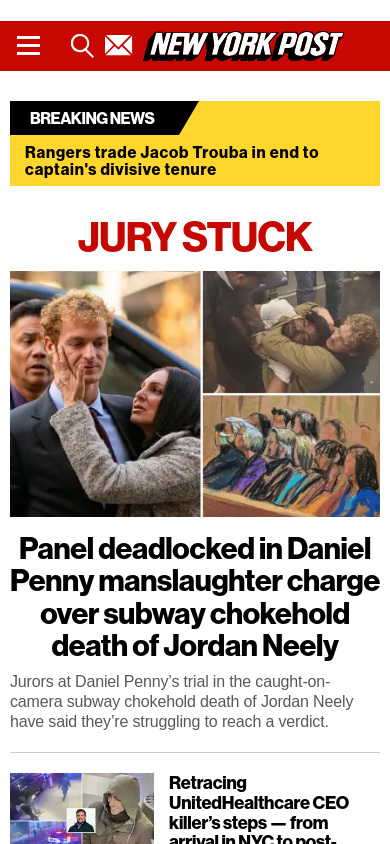 NEW YORK POST
BREAKING NEWS
Rangers trade Jacob Trouba in end to
captain's divisive tenure
JURY STUCK
Panel deadlocked in Daniel
Penny manslaughter charge
over subway chokehold
death of Jordan Neely
Jurors at Daniel Penny’s trial in the caught-on-
camera subway chokehold death of Jordan Neely
have said they’re struggling to reach a verdict.
Retracing
UnitedHealthcare CEO
killer’s steps — from
arrival in NYC to post-